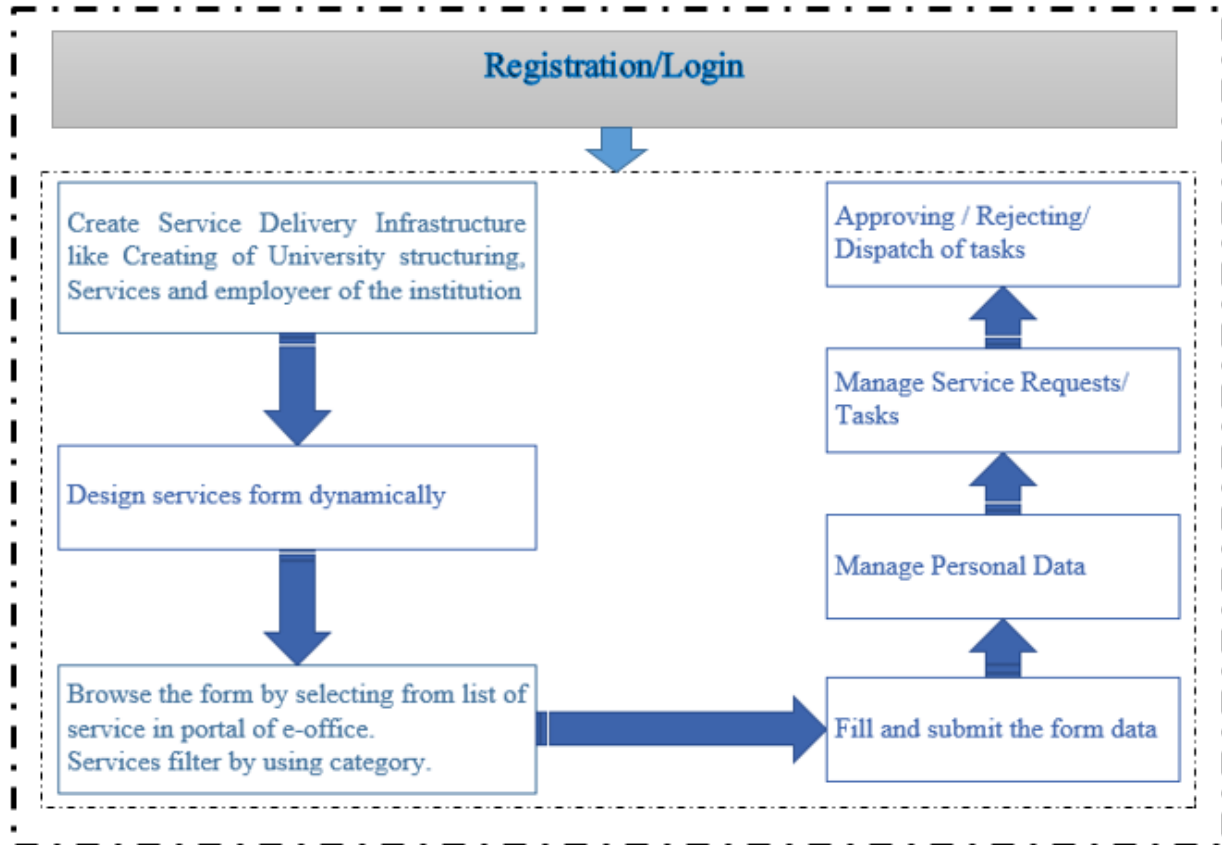 Registration/Login
Create Service Delivery Infrastructure
like Creating of University structuring,
Services and employeer of the institution
Design services form dynamically
Browse the form by selecting from list of
service in portal of e-office.
Services filter by using category.
Fill and submit the form data
Manage Personal Data
Manage Service Requests/
Tasks
Approving / Rejecting/
Dispatch of tasks